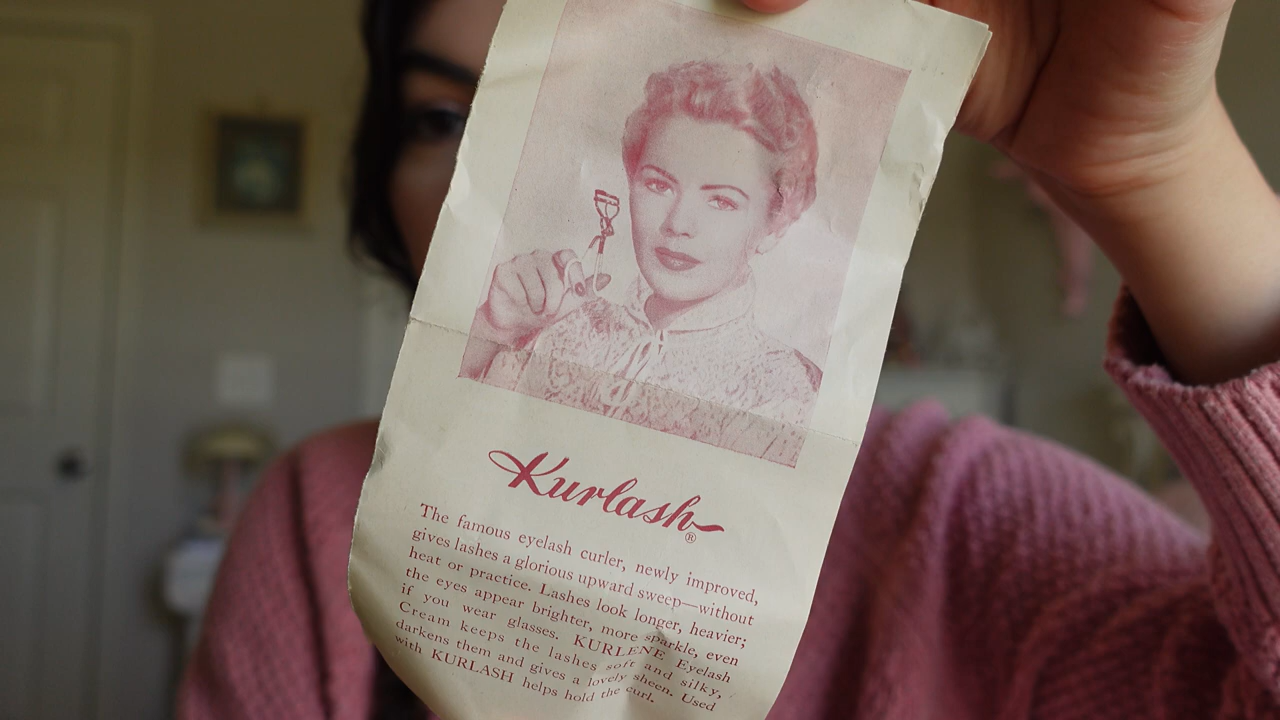 Kurlash
®
The famous eyelash curler, newly improved,
gives lashes a glorious upward sweep—without
heat or practice. Lashes look longer, heavier;
the eyes appear brighter, more sparkle, even
if you wear glasses. KURLENE Eyelash
Cream keeps the lashes soft and silky,
darkens them and gives a lovely sheen. Used
with KURLASH helps hold the curl.